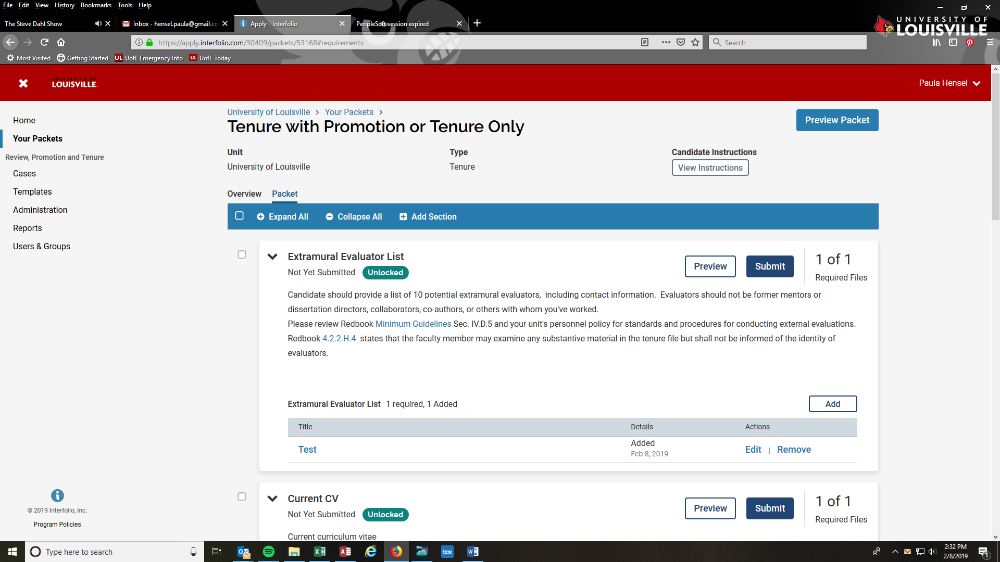 File Edit View History Bookmarks Tools Help
The Steve Dahl Show
Inbox - hensel.paula@gmail.co
Apply - Interfolio
PeopleSoft session expired
UNIVERSITY OF
LOUISVILLE
https://apply.interfolio.com/30409/packets/53168#requirements
Search
Most Visited
Getting Started
UL UofL Emergency Info
UL UofL Today
UNIVERSITY OF
LOUISVILLE.
Paula Hensel
Home
Your Packets
Review, Promotion and Tenure
Cases
Templates
Administration
Reports
Users & Groups
© 2019 Interfolio, Inc.
Program Policies
University of Louisville > Your Packets >
Tenure with Promotion or Tenure Only
Preview Packet
Unit
University of Louisville
Type
Tenure
Candidate Instructions
View Instructions
Overview Packet
Expand All Collapse All Add Section
Extramural Evaluator List
Not Yet Submitted Unlocked
Preview Submit
1 of 1
Required Files
Candidate should provide a list of 10 potential extramural evaluators, including contact information. Evaluators should not be former mentors or
dissertation directors, collaborators, co-authors, or others with whom you've worked.
Please review Redbook Minimum Guidelines Sec. IV.D.5 and your unit's personnel policy for standards and procedures for conducting external evaluations.
Redbook 4.2.2.H.4 states that the faculty member may examine any substantive material in the tenure file but shall not be informed of the identity of
evaluators.
Extramural Evaluator List 1 required, 1 Added
Add
Title Details Actions
Test
Added
Feb 8, 2019
Edit | Remove
Current CV
Not Yet Submitted Unlocked
Preview Submit
1 of 1
Required Files
Current curriculum vitae
Type here to search
box
2:32 PM
2/8/2019
1